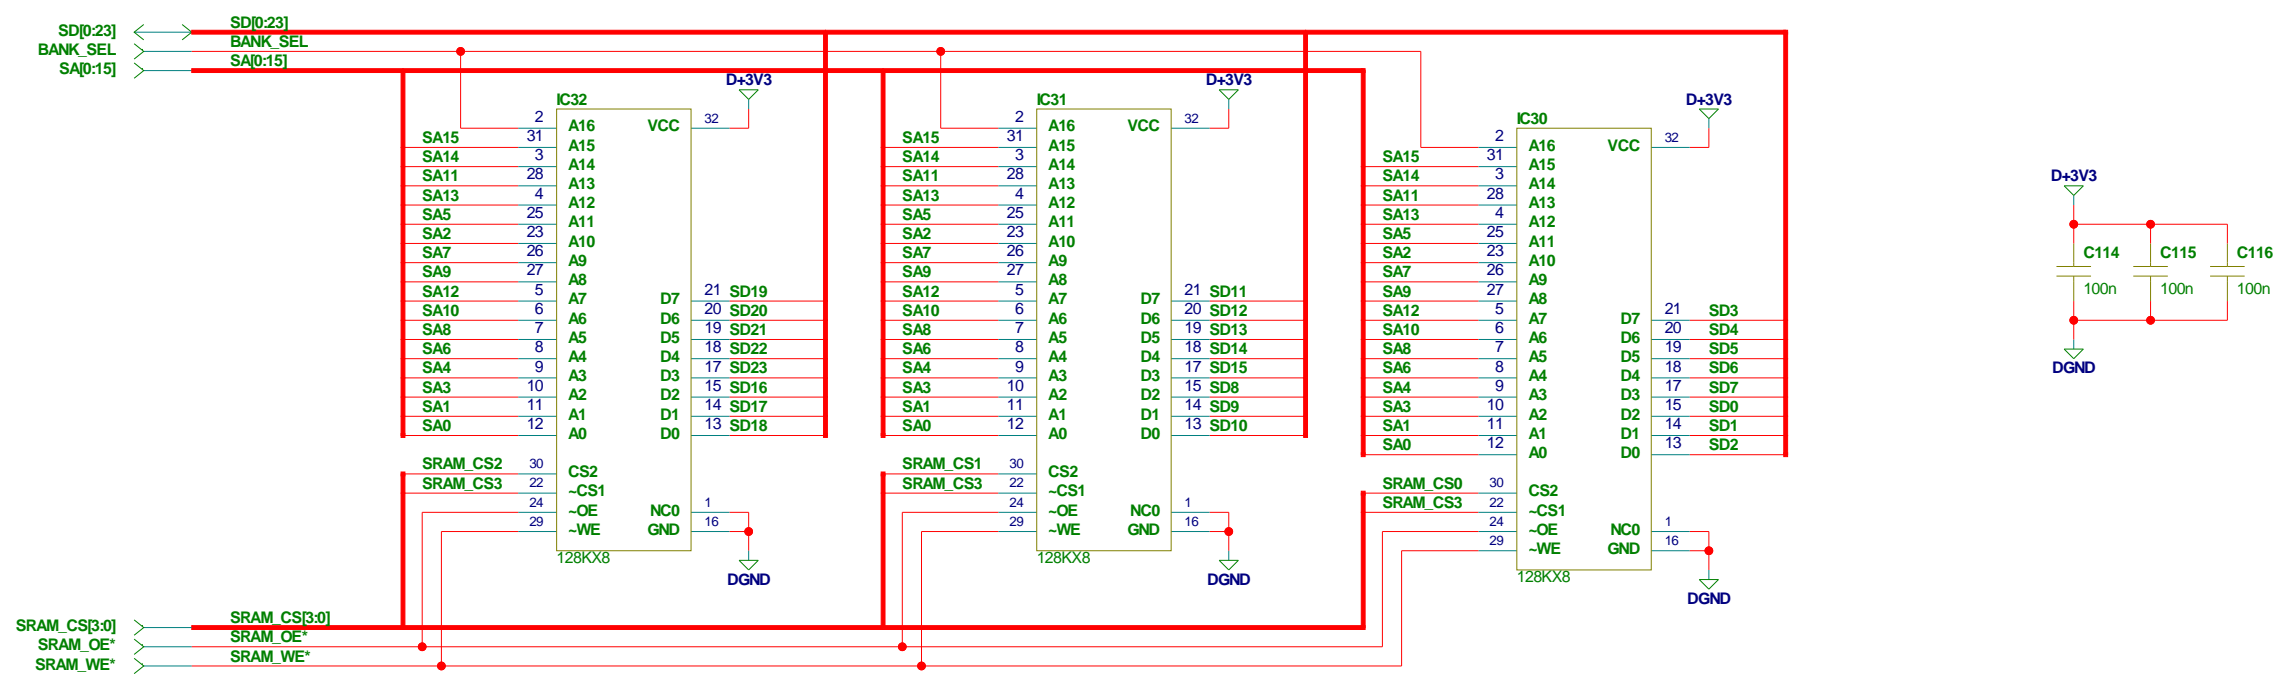 SD[0:23] SD[0:23]
BANK_SEL BANK_SEL
SA[0:15] SA[0:15]
D+3V3
IC32
2 A16 VCC 32
SA15 31 A15
SA14 3 A14
SA11 28 A13
SA13 4 A12
SA5 25 A11
SA2 23 A10
SA7 26 A9
SA9 27 A8
SA12 5 A7 D7 21 SD19
SA10 6 A6 D6 20 SD20
SA8 7 A5 D5 19 SD21
SA6 8 A4 D4 18 SD22
SA4 9 A3 D3 17 SD23
SA3 10 A2 D2 15 SD16
SA1 11 A1 D1 14 SD17
SA0 12 A0 D0 13 SD18
SRAM_CS2 30 CS2
SRAM_CS3 22 ~CS1
24 ~OE NC0 1
29 ~WE GND 16
128KX8
DGND
D+3V3
IC31
2 A16 VCC 32
SA15 31 A15
SA14 3 A14
SA11 28 A13
SA13 4 A12
SA5 25 A11
SA2 23 A10
SA7 26 A9
SA9 27 A8
SA12 5 A7 D7 21 SD11
SA10 6 A6 D6 20 SD12
SA8 7 A5 D5 19 SD13
SA6 8 A4 D4 18 SD14
SA4 9 A3 D3 17 SD15
SA3 10 A2 D2 15 SD8
SA1 11 A1 D1 14 SD9
SA0 12 A0 D0 13 SD10
SRAM_CS1 30 CS2
SRAM_CS3 22 ~CS1
24 ~OE NC0 1
29 ~WE GND 16
128KX8
DGND
D+3V3
IC30
2 A16 VCC 32
SA15 31 A15
SA14 3 A14
SA11 28 A13
SA13 4 A12
SA5 25 A11
SA2 23 A10
SA7 26 A9
SA9 27 A8
SA12 5 A7 D7 21 SD3
SA10 6 A6 D6 20 SD4
SA8 7 A5 D5 19 SD5
SA6 8 A4 D4 18 SD6
SA4 9 A3 D3 17 SD7
SA3 10 A2 D2 15 SD0
SA1 11 A1 D1 14 SD1
SA0 12 A0 D0 13 SD2
SRAM_CS0 30 CS2
SRAM_CS3 22 ~CS1
24 ~OE NC0 1
29 ~WE GND 16
128KX8
DGND
D+3V3
C114 C115 C116
100n 100n 100n
DGND
SRAM_CS[3:0] SRAM_CS[3:0]
SRAM_OE* SRAM_OE*
SRAM_WE* SRAM_WE*